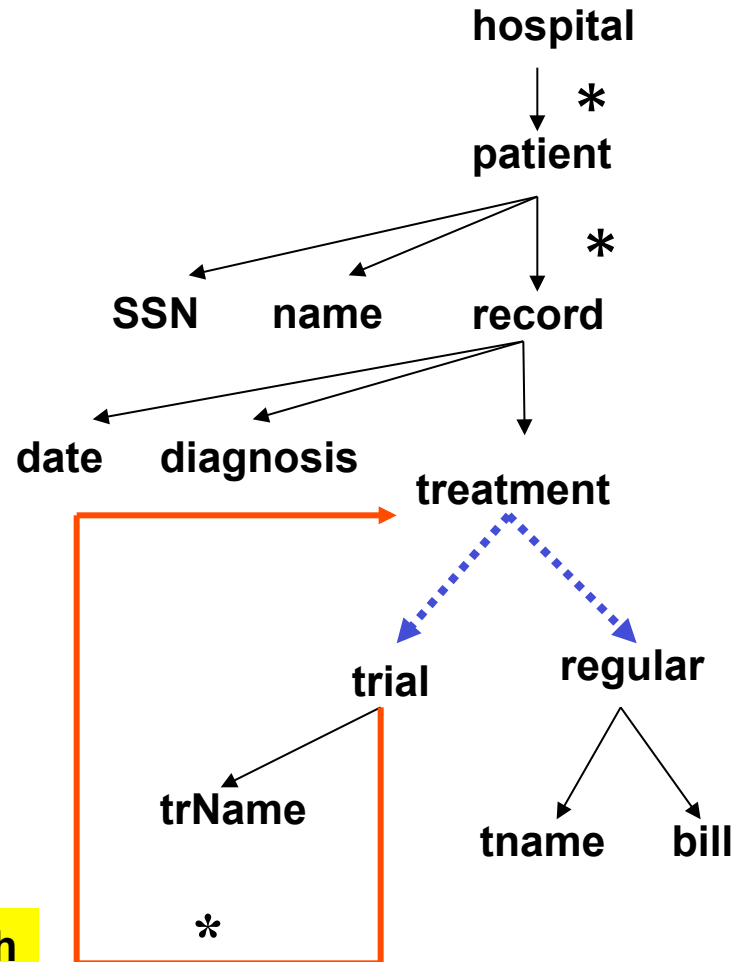 hospital
*
patient
*
SSN name record
date diagnosis
treatment
trial regular
trName
tname bill
*
h